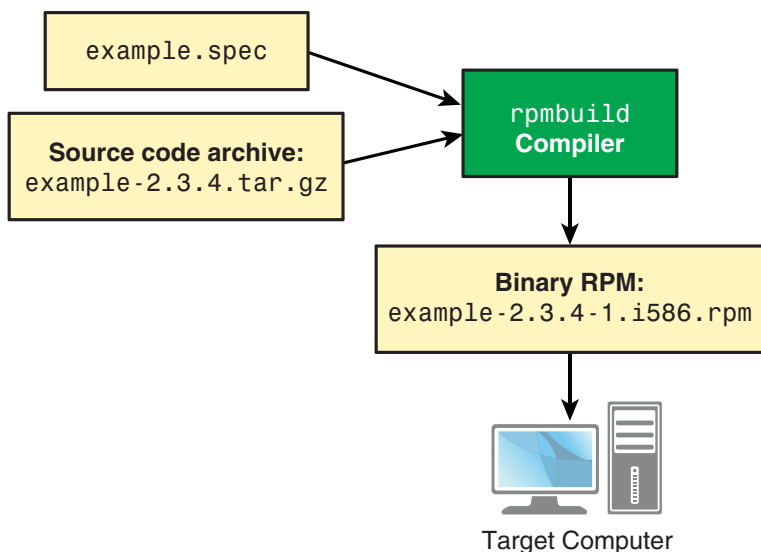 example.spec
Source code archive:
example-2.3.4.tar.gz
rpmbuild
Compiler
Binary RPM:
example-2.3.4-1.i586.rpm
Target Computer